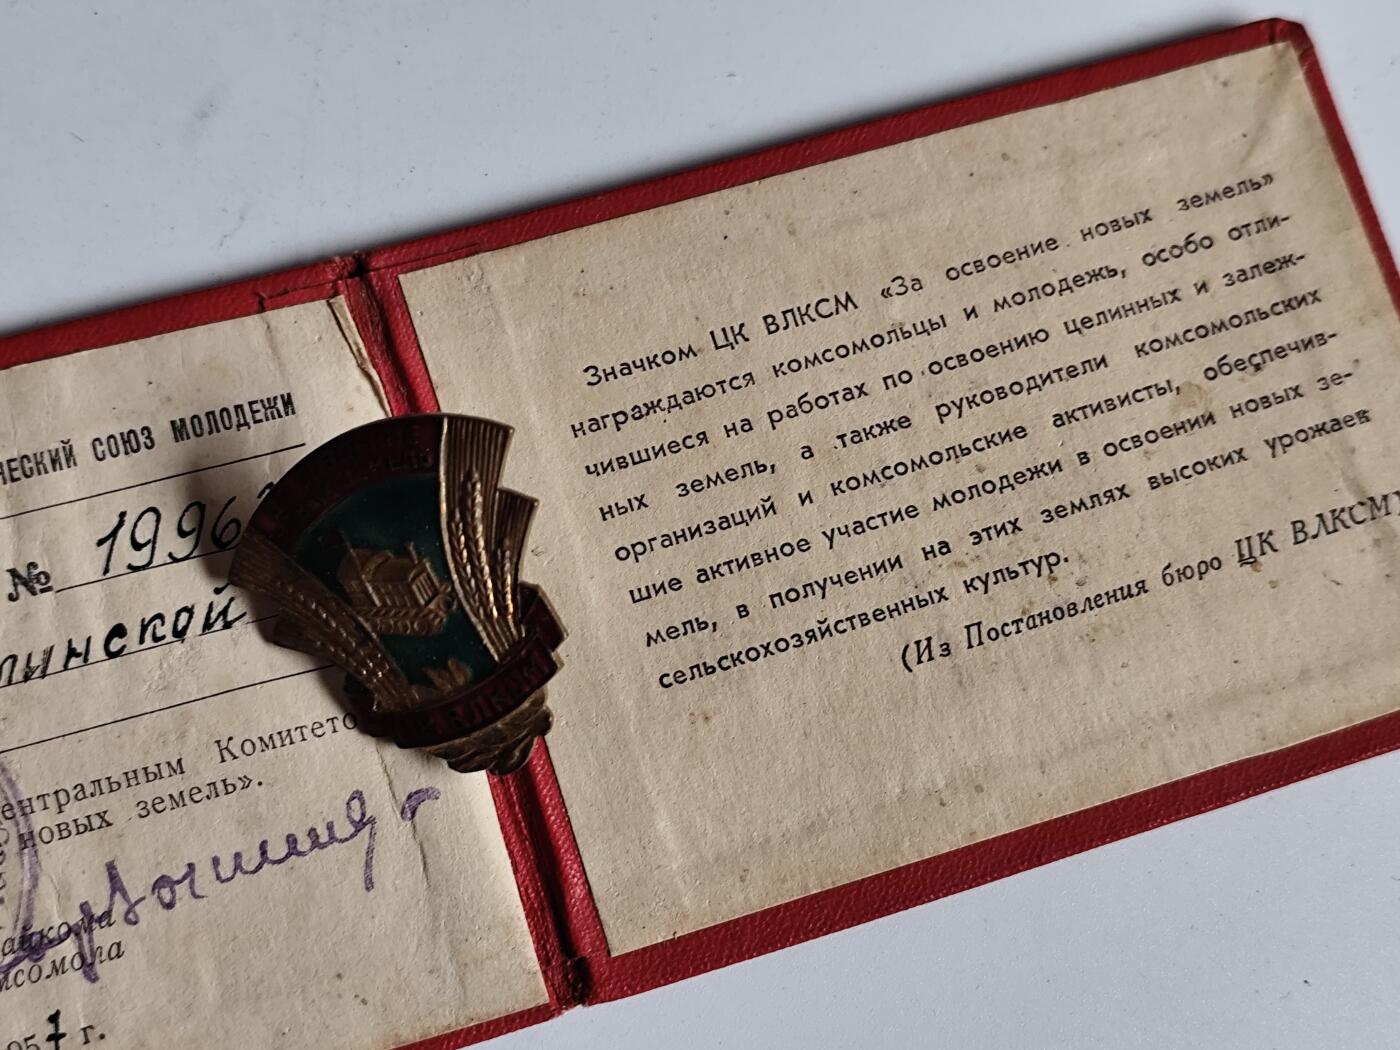 ЧЕСКИЙ СОЮЗ МОЛОДЕЖИ
№ 1996
линской
ентральным Комитето
новых земель».
айкома
мсомола
957 г.
ВЛКСМ
Значком ЦК ВЛКСМ «За освоение новых земель»
награждаются комсомольцы и молодежь, особо отли-
чившиеся на работах по освоению целинных и залеж-
ных земель, а также руководители комсомольских
организаций и комсомольские активисты, обеспечив-
шие активное участие молодежи в освоении новых зе-
мель, в получении на этих землях высоких урожаев
сельскохозяйственных культур.
(Из Постановления бюро ЦК ВЛКСМ)